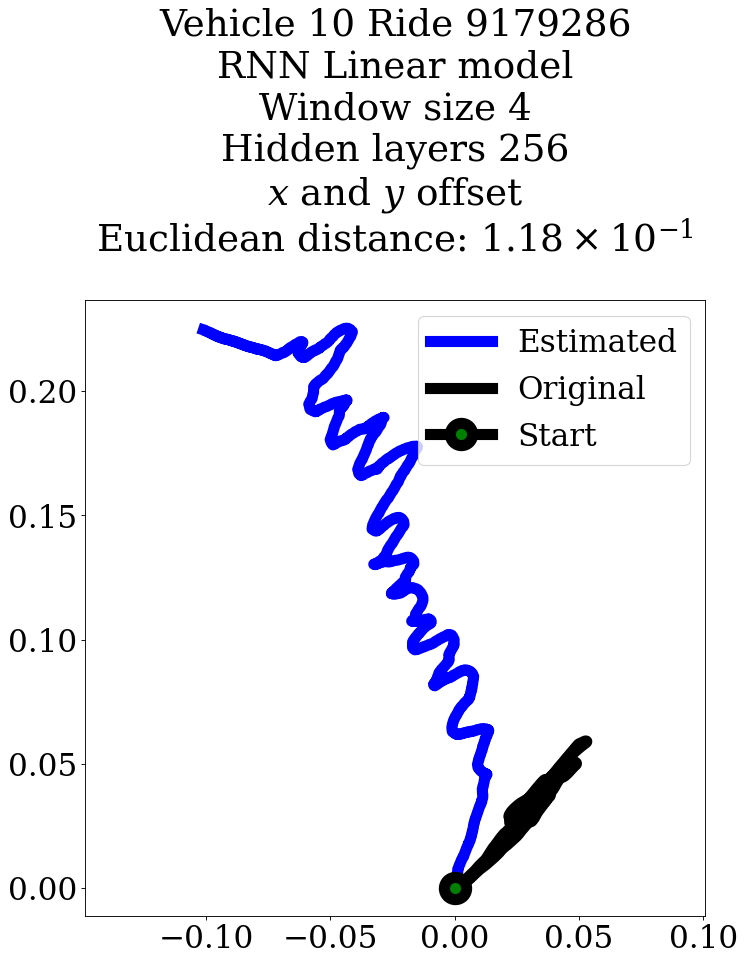 Vehicle 10 Ride 9179286
RNN Linear model
Window size 4
Hidden layers 256
x and y offset
Euclidean distance: 1.18 × 10⁻¹
Estimated
Original
Start
0.20
0.15
0.10
0.05
0.00
−0.10 −0.05 0.00 0.05 0.10